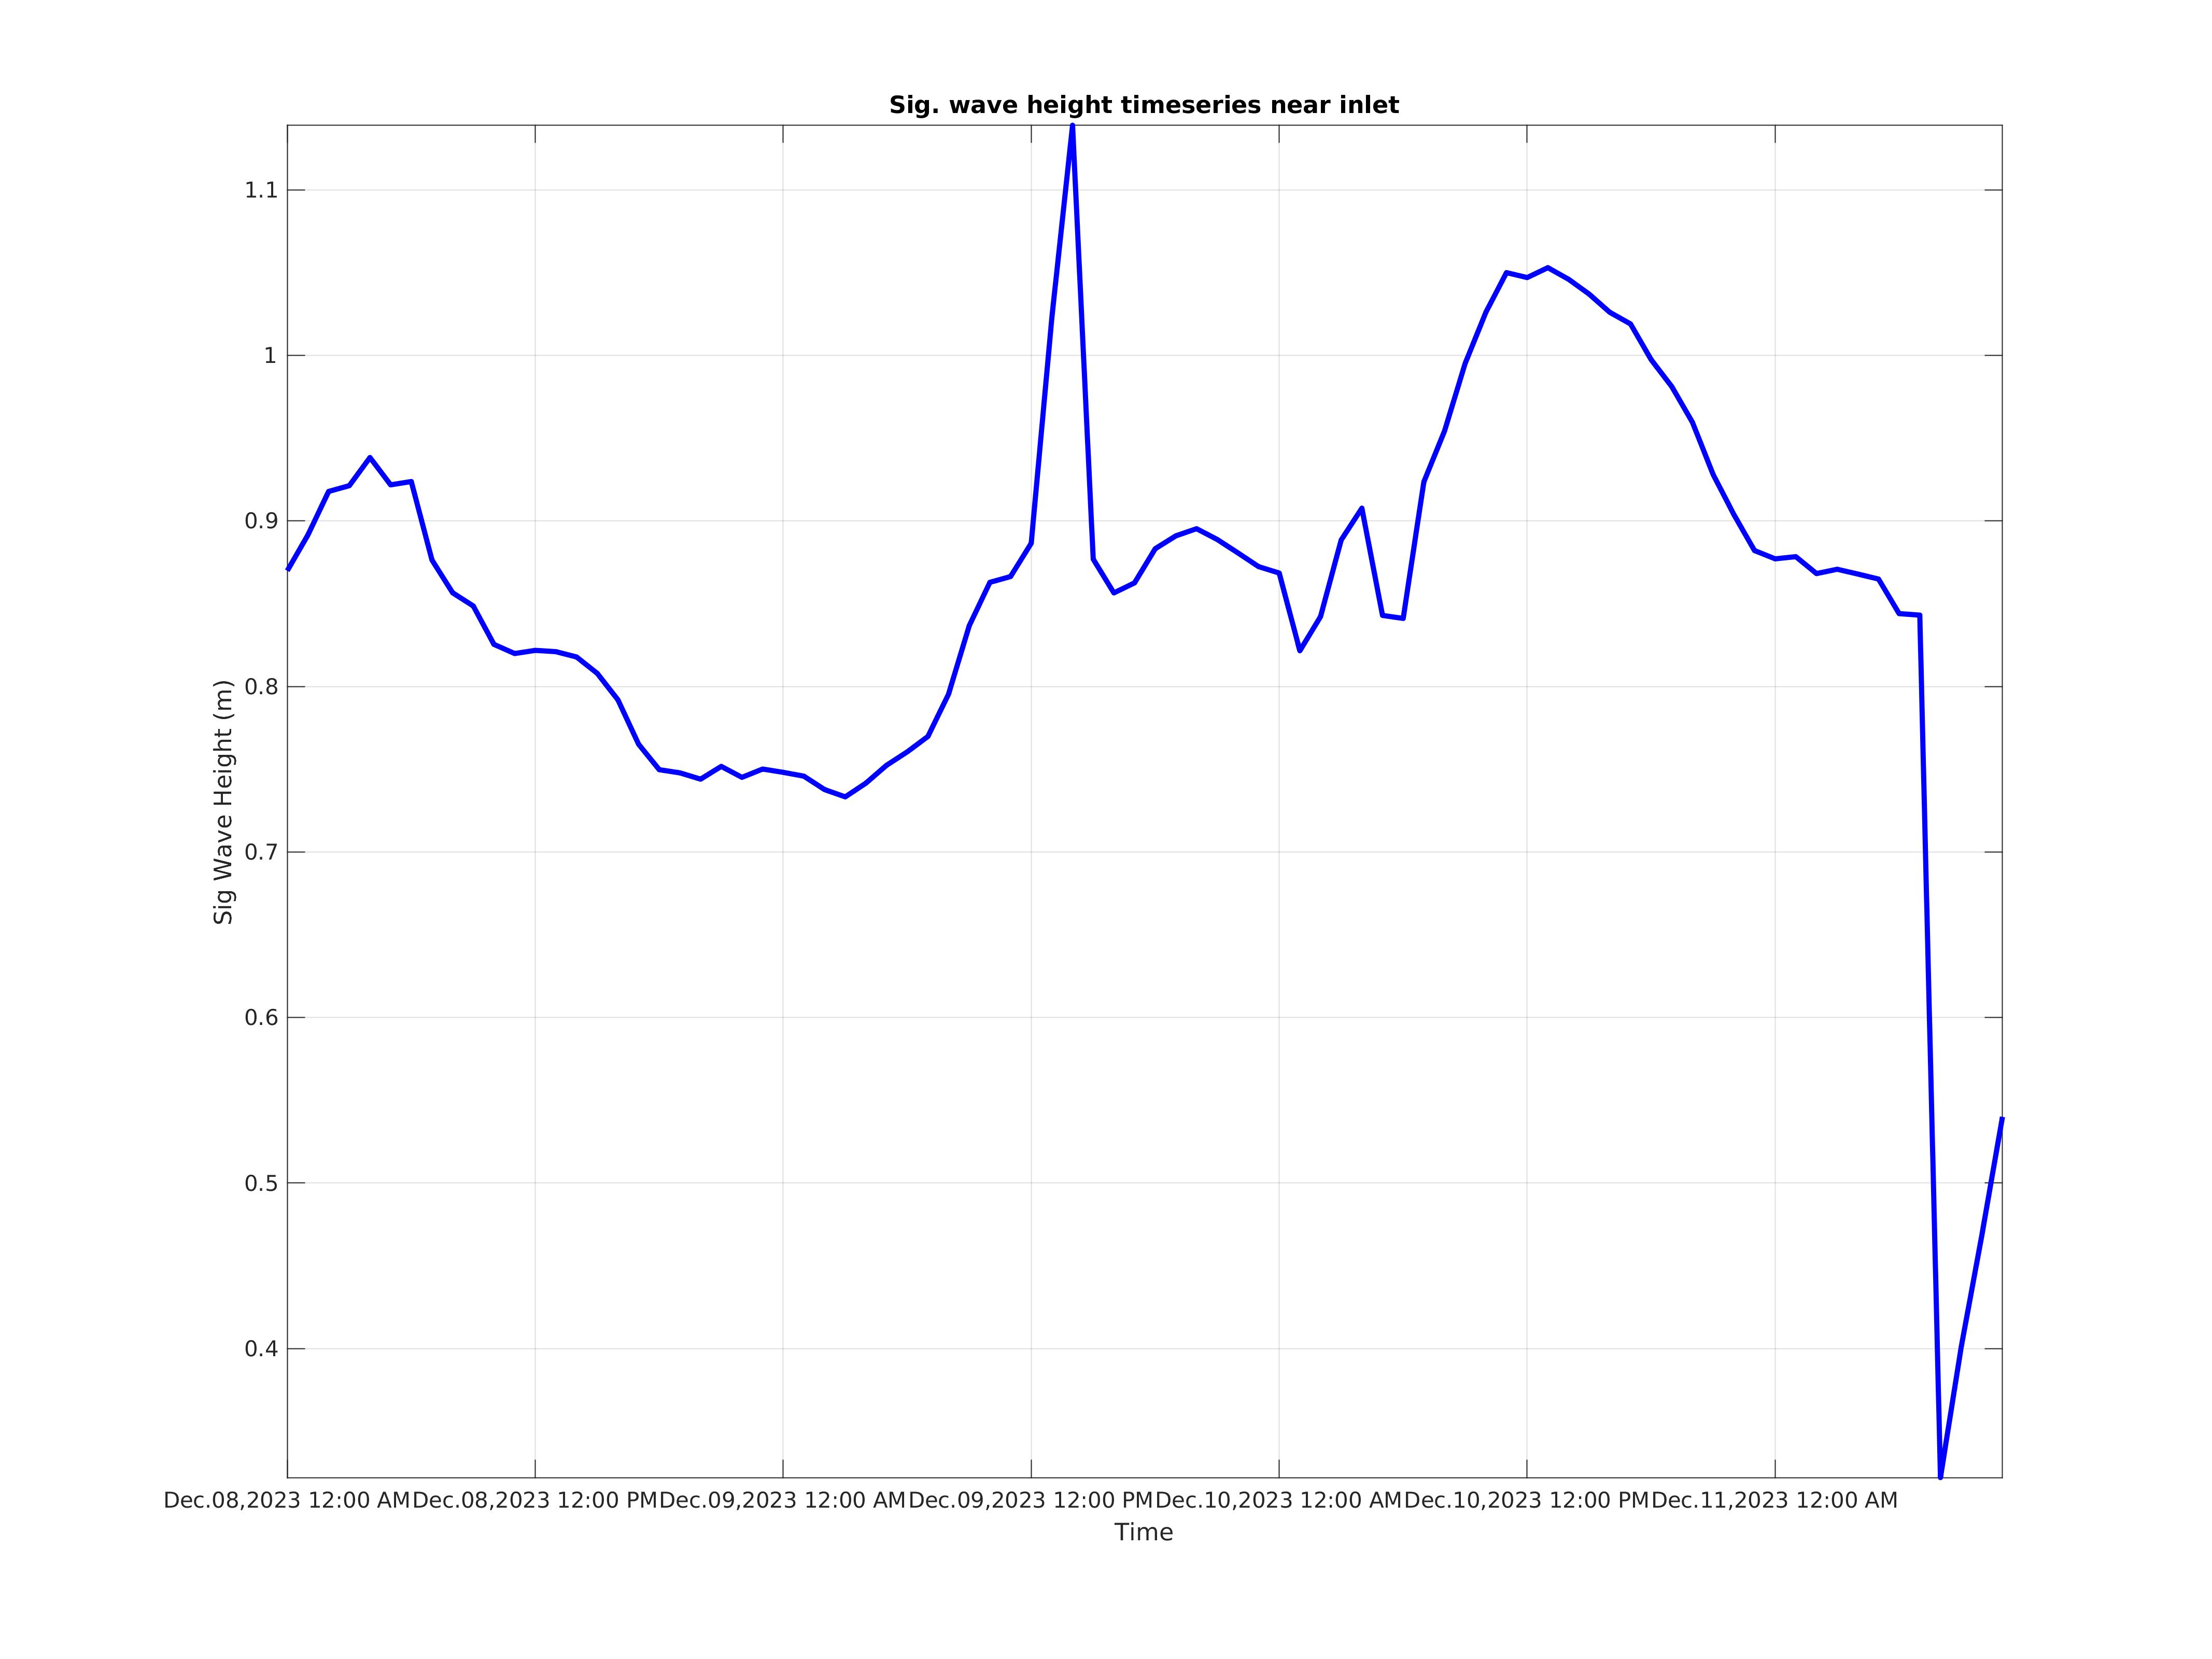 Sig. wave height timeseries near inlet
1.1
1
0.9
0.8
0.7
0.6
0.5
0.4
Sig Wave Height (m)
Dec.08,2023 12:00 AM Dec.08,2023 12:00 PM Dec.09,2023 12:00 AM Dec.09,2023 12:00 PM Dec.10,2023 12:00 AM Dec.10,2023 12:00 PM Dec.11,2023 12:00 AM
Time